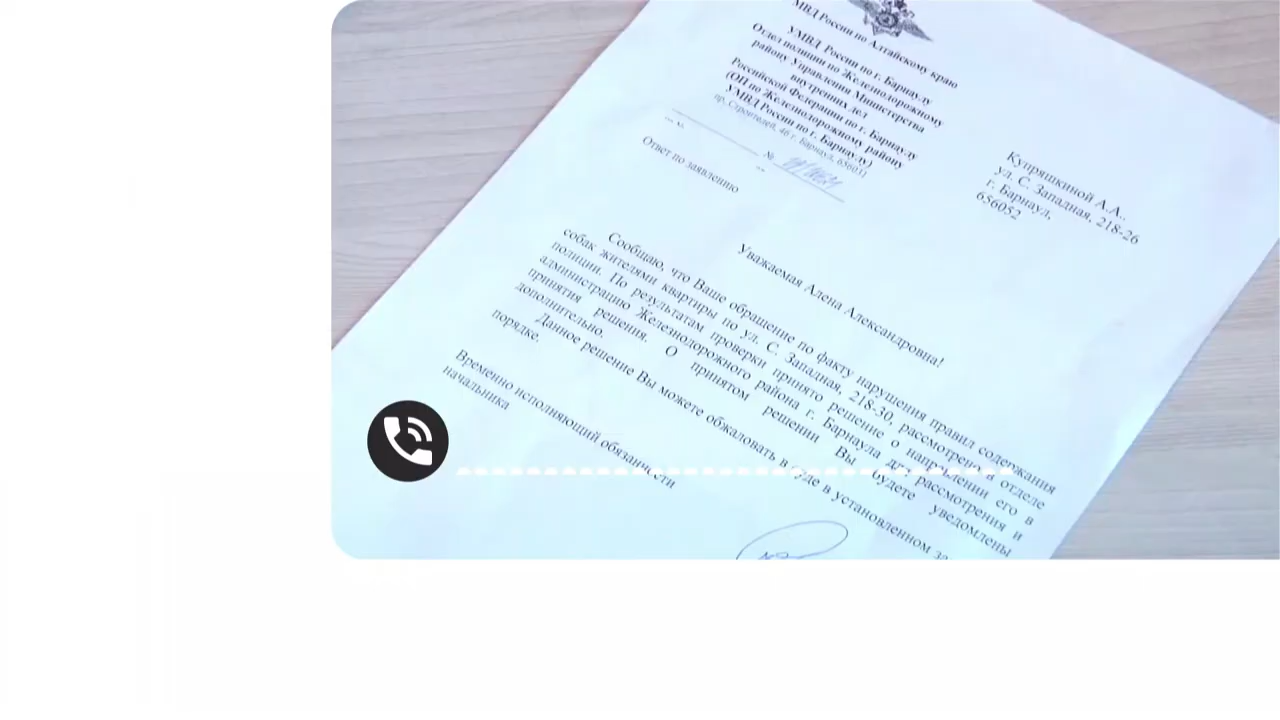 МВД России по Алтайскому краю
УМВД России по г. Барнаулу
Отдел полиции по Железнодорожному
району Управления Министерства
внутренних дел
Российской Федерации по г. Барнаулу
(ОП по Железнодорожному району
УМВД России по г. Барнаулу)
пр. Строителей, 46 г. Барнаул, 656031
№
Ответ по заявлению
Купряшкиной А.А..
ул. С. Западная, 218-26
г. Барнаул,
656052
Уважаемая Алена Александровна!
Сообщаю, что Ваше обращение по факту нарушения правил содержания
собак жителями квартиры по ул. С. Западная, 218-30, рассмотрено в отделе
полиции. По результатам проверки принято решение о направлении его в
администрацию Железнодорожного района г. Барнаула для рассмотрения и
принятия решения. О принятом решении Вы будете уведомлены
дополнительно.
Данное решение Вы можете обжаловать в суде в установленном
порядке.
Временно исполняющий обязанности
начальника